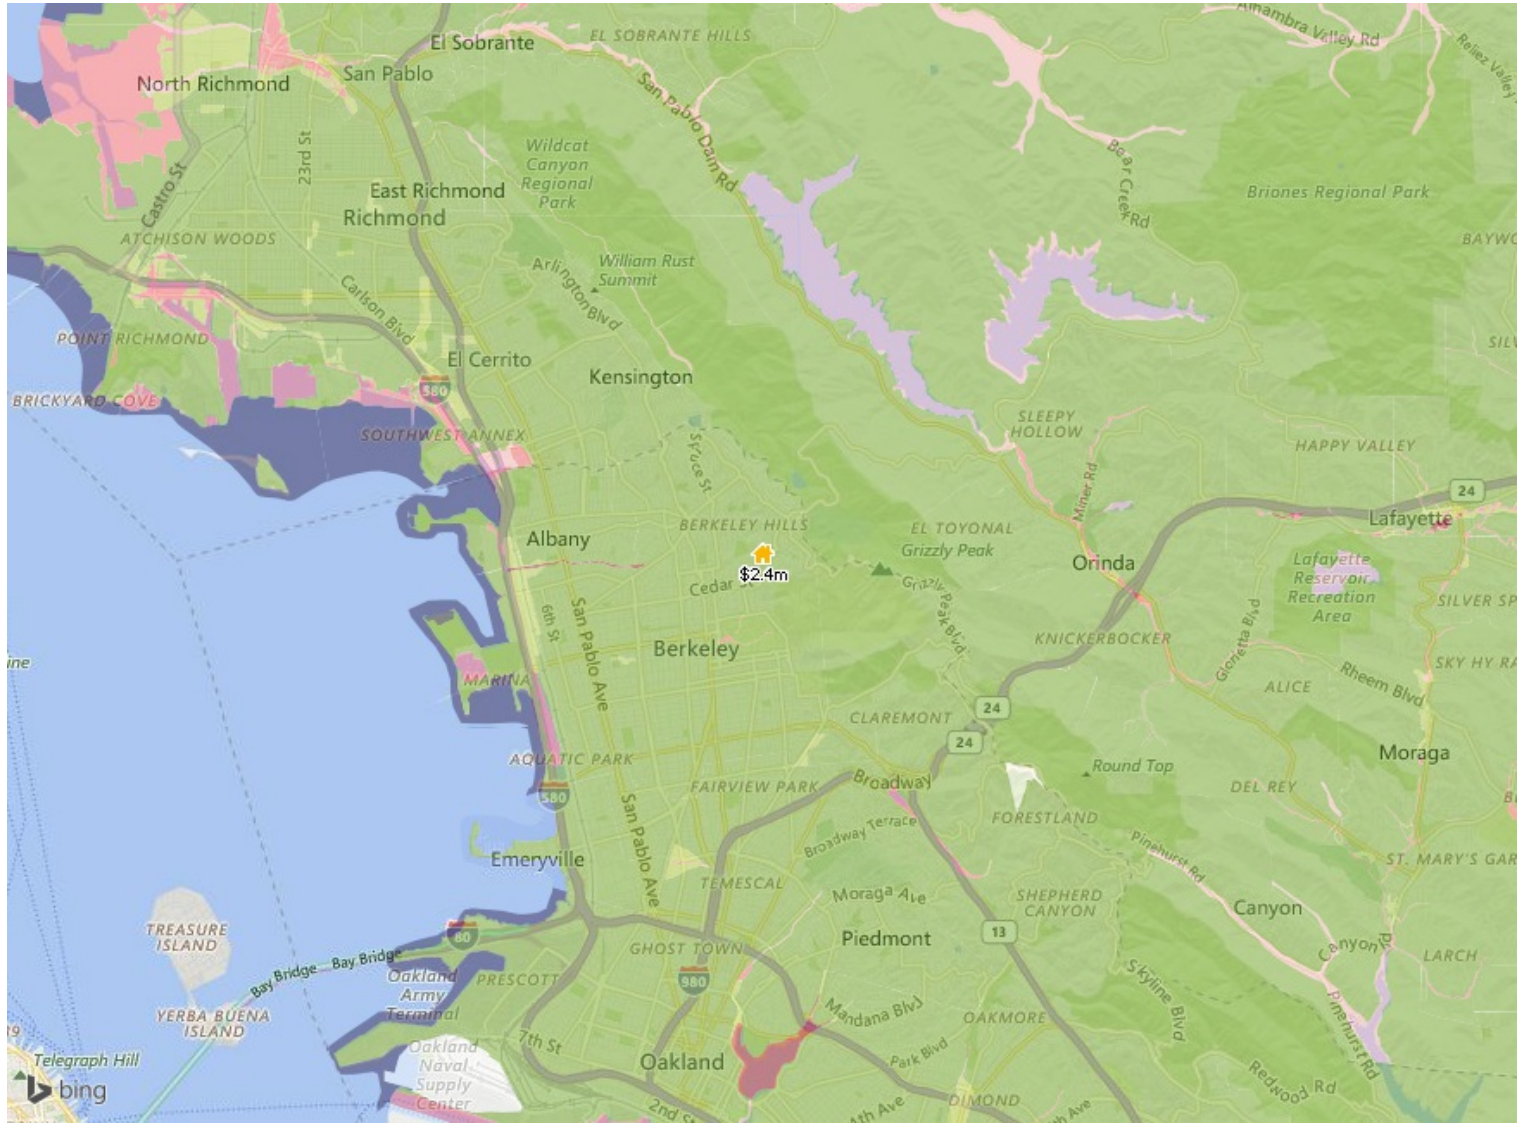 Alhambra Valley Rd
El Sobrante
EL SOBRANTE HILLS
San Pablo
North Richmond
Reliez Valley
San Pablo Dam Rd
23rd St
Wildcat
Canyon
Regional
Park
Bear Creek Rd
Castro St
East Richmond
Richmond
Briones Regional Park
ATCHISON WOODS
BAYWO
William Rust
Summit
Arlington Blvd
Carlson Blvd
POINT RICHMOND
El Cerrito
SILV
Kensington
580
BRICKYARD COVE
SLEEPY
HOLLOW
SOUTHWEST ANNEX
HAPPY VALLEY
Spruce St
Miner Rd
24
Lafayette
BERKELEY HILLS
EL TOYONAL
Albany
Grizzly Peak
Orinda
$2.4m
Cedar St
Lafayette
Reservoir
Recreation
Area
Grizzly Peak Blvd
SILVER SP
6th St
San Pablo Ave
KNICKERBOCKER
Glorietta Blvd
Berkeley
ine
SKY HY RA
MARINA
Rheem Blvd
ALICE
24
CLAREMONT
24
Moraga
AQUATIC PARK
Round Top
Broadway
FAIRVIEW PARK
DEL REY
580
San Pablo Ave
FORESTLAND
Broadway Terrace
Pinehurst Rd
Emeryville
ST. MARY'S GAR
TEMESCAL
Moraga Ave
SHEPHERD
CANYON
Canyon
TREASURE
ISLAND
80
13
Piedmont
GHOST TOWN
Canyon
LARCH
Bay Bridge
Bay Bridge
Oakland
Army
Terminal
PRESCOTT
980
Skyline Blvd
Pinehurst Rd
YERBA BUENA
ISLAND
Mandana Blvd
OAKMORE
39
7th St
Park Blvd
Telegraph Hill
Oakland
Naval
Supply
Center
Oakland
Redwood Rd
bing
2nd St
DIMOND